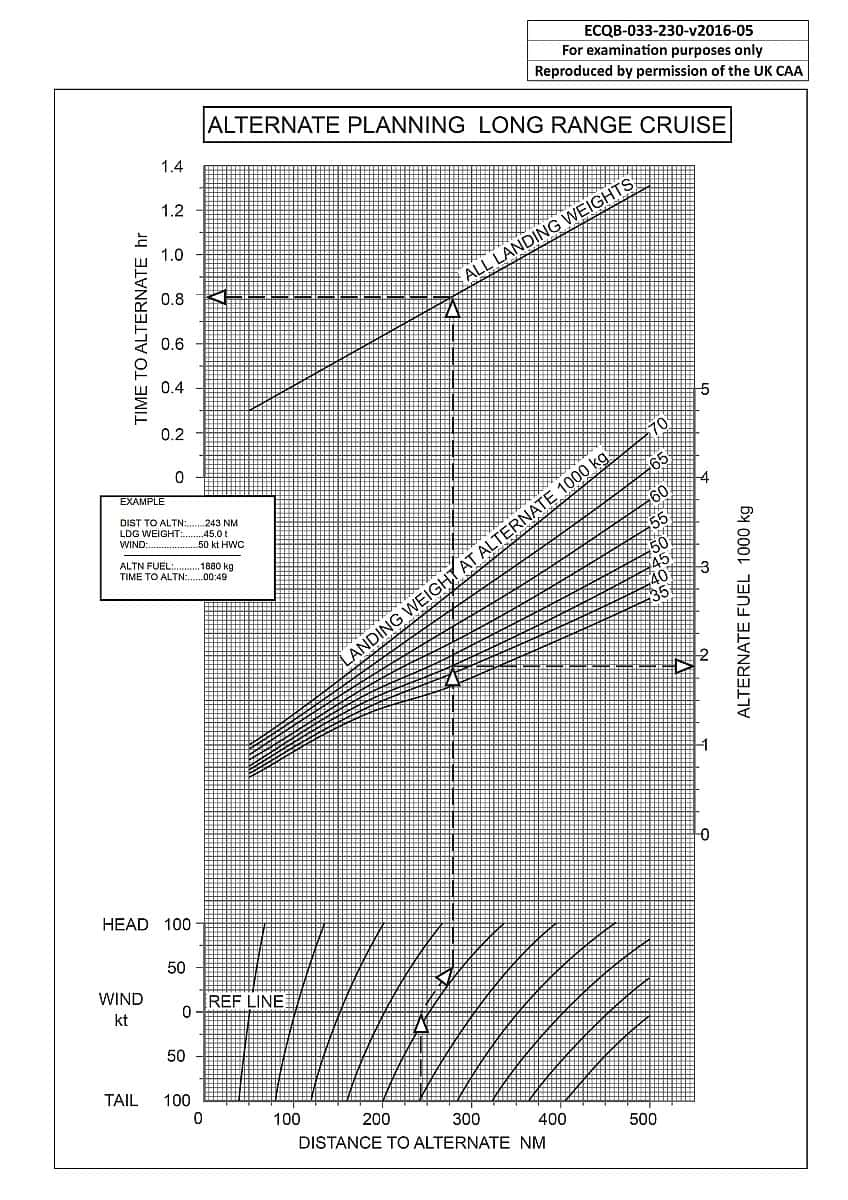 ECQB-033-230-v2016-05
For examination purposes only
Reproduced by permission of the UK CAA
ALTERNATE PLANNING LONG RANGE CRUISE
1.4
1.2
1.0
0.8
0.6
0.4
0.2
0
TIME TO ALTERNATE hr
ALL LANDING WEIGHTS
5
4
3
2
1
0
ALTERNATE FUEL 1000 kg
LANDING WEIGHT AT ALTERNATE 1000 kg
70
65
60
55
50
45
40
35
EXAMPLE
DIST TO ALTN:.......243 NM
LDG WEIGHT:........45.0 t
WIND:...................50 kt HWC
ALTN FUEL:..........1880 kg
TIME TO ALTN:......00:49
HEAD 100
50
WIND
kt
0
REF LINE
50
TAIL 100
0 100 200 300 400 500
DISTANCE TO ALTERNATE NM